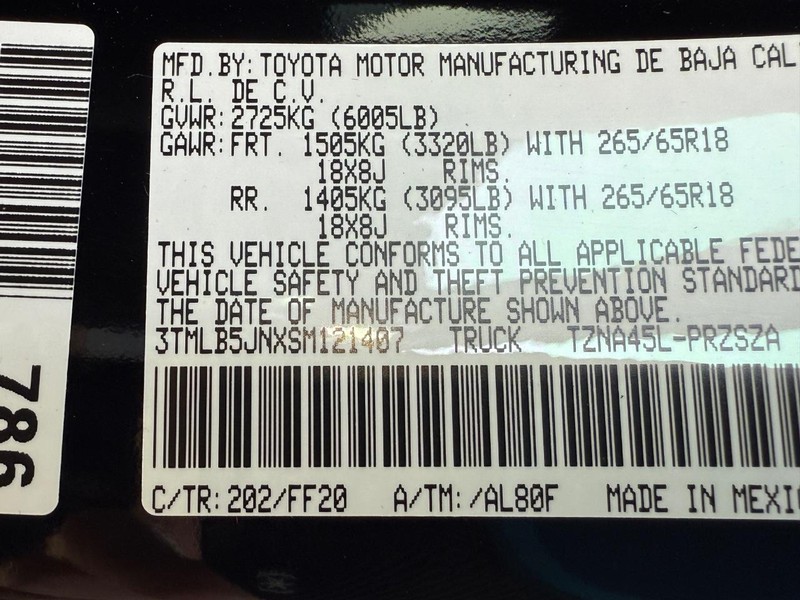 MFD.BY: TOYOTA MOTOR MANUFACTURING DE BAJA CAL
R.L. DE C.V.
GVWR: 2725KG (6005LB)
GAWR: FRT. 1505KG (3320LB) WITH 265/65R18
18X8J RIMS.
RR. 1405KG (3095LB) WITH 265/65R18
18X8J RIMS.
THIS VEHICLE CONFORMS TO ALL APPLICABLE FEDE
VEHICLE SAFETY AND THEFT PREVENTION STANDARD
THE DATE OF MANUFACTURE SHOWN ABOVE.
3TMLB5JNXSM121407 TRUCK TZNA45L-PRZSZA
C/TR: 202/FF20 A/TM: /AL80F MADE IN MEXIC
786